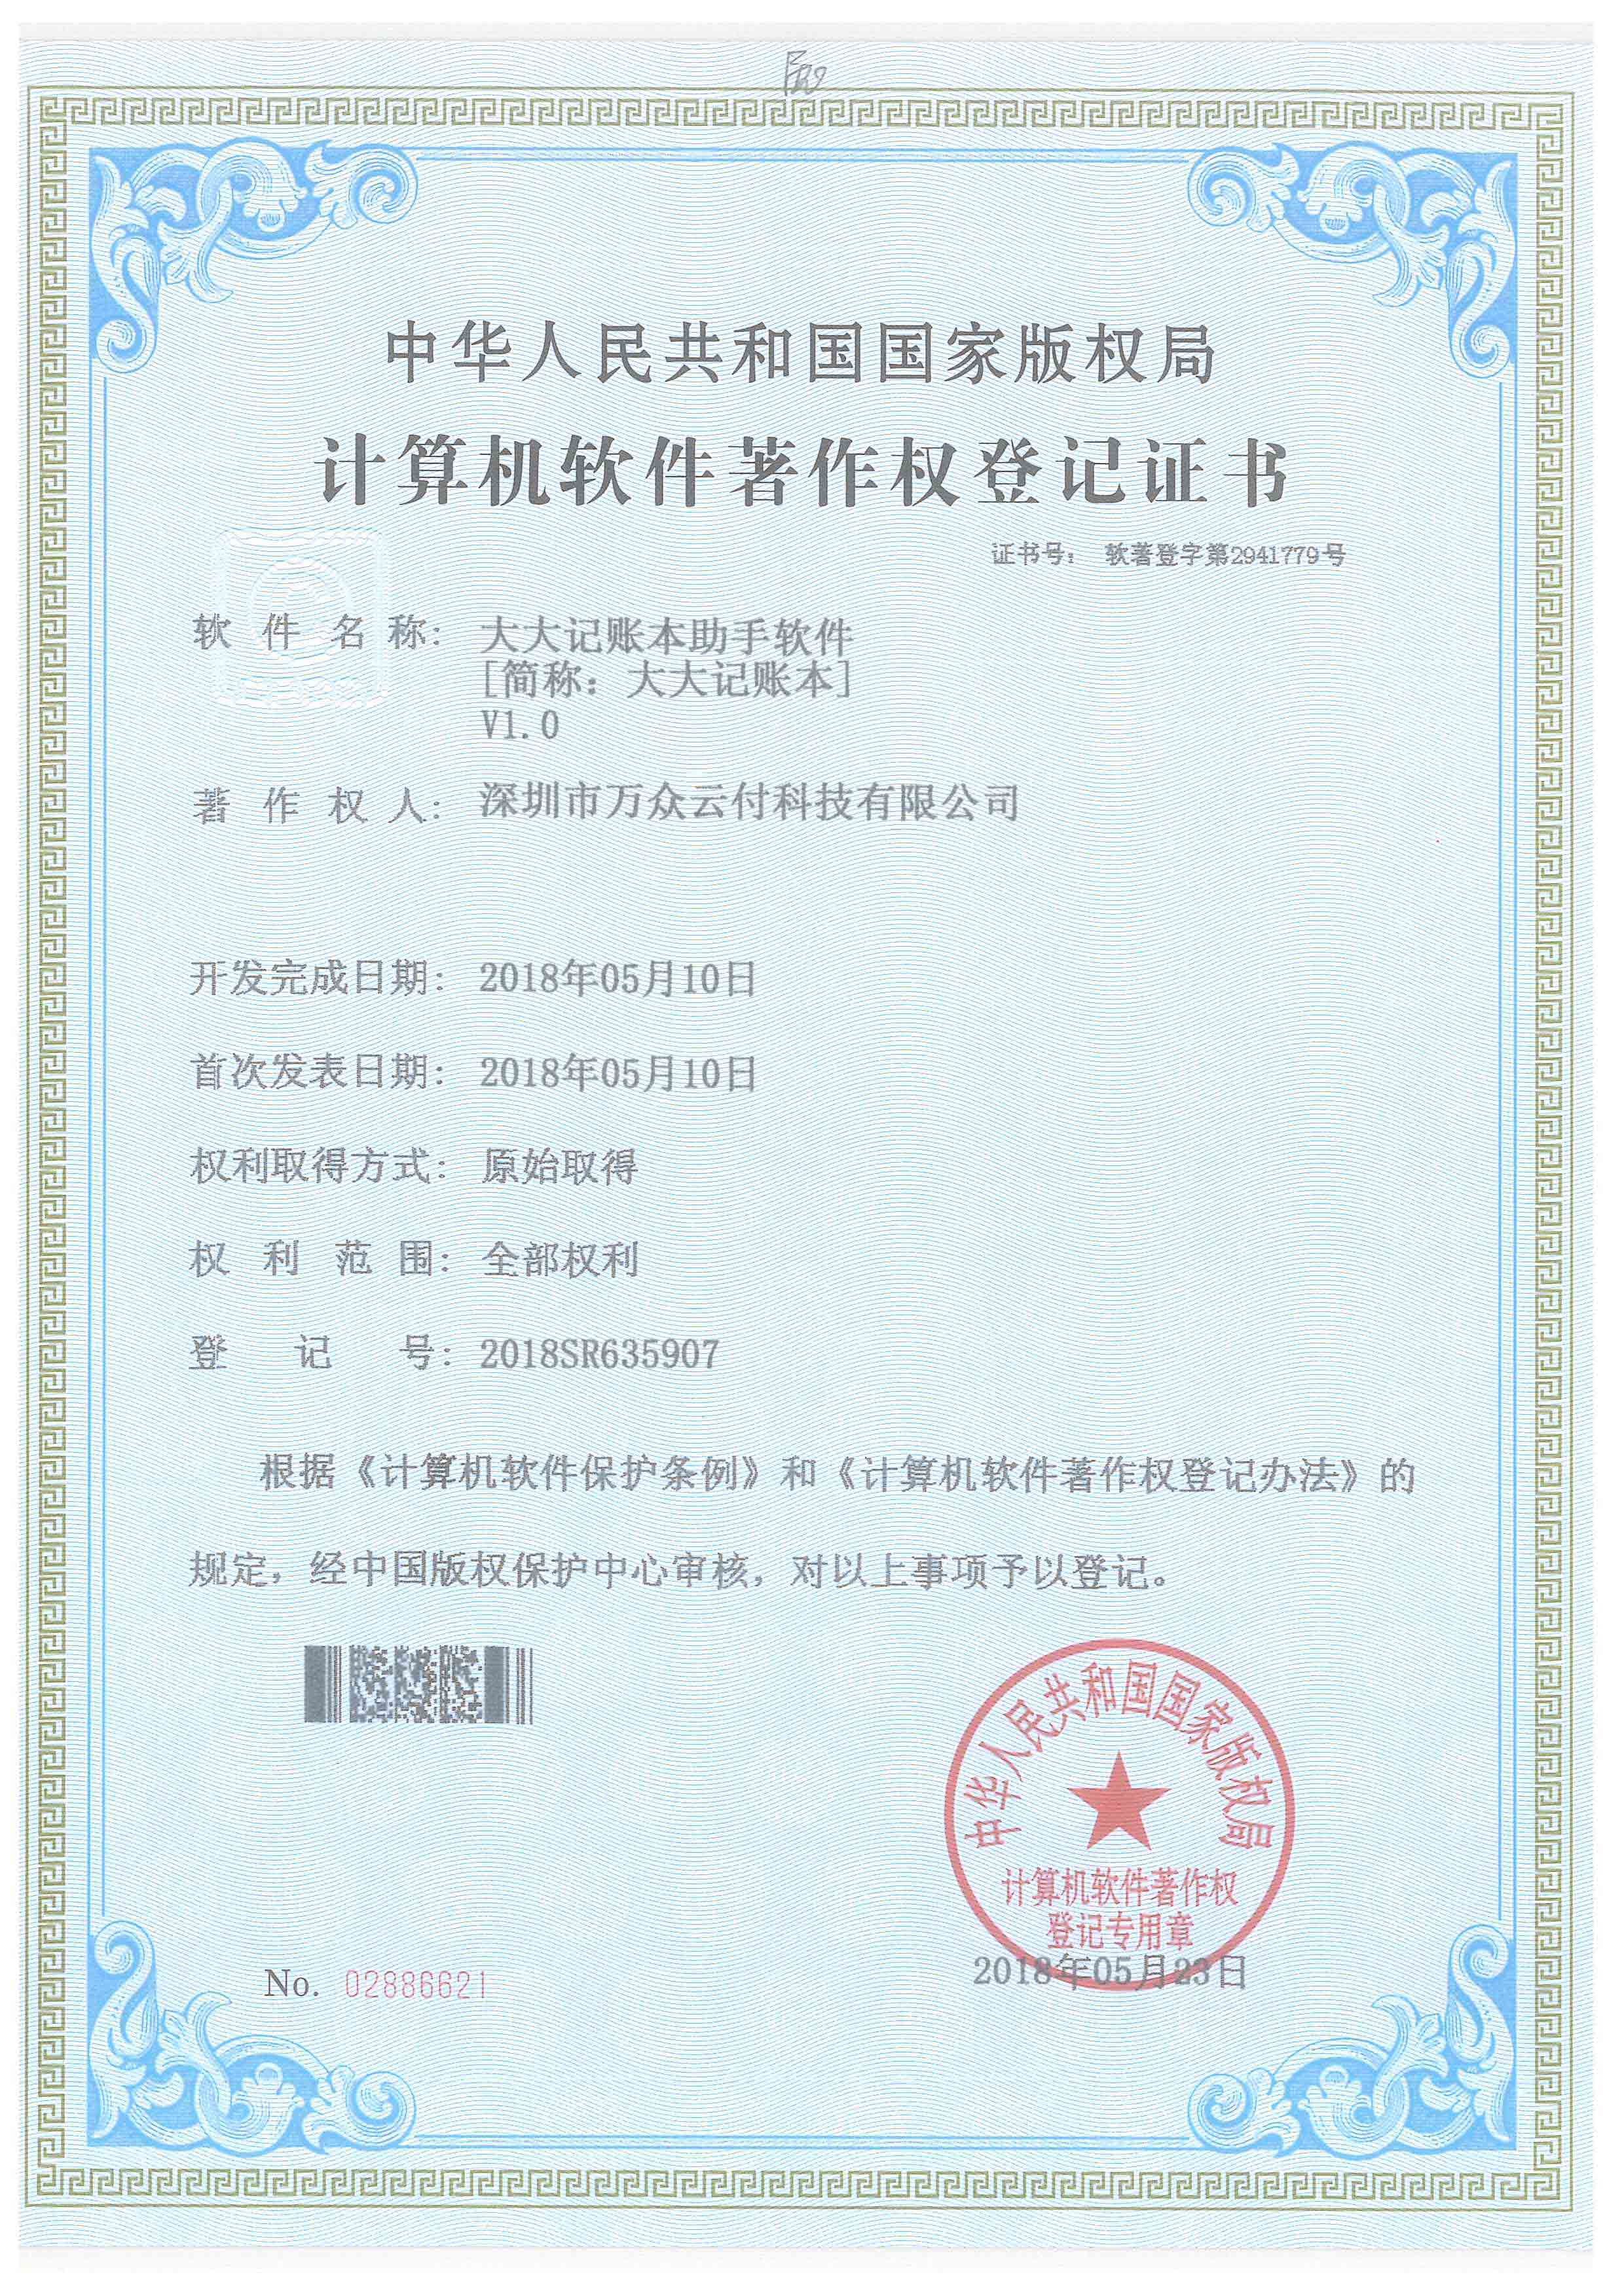 中华人民共和国国家版权局
计算机软件著作权登记证书
证书号： 软著登字第2941779号
软件名称： 大大记账本助手软件
[简称：大大记账本]
V1.0
著作权人： 深圳市万众云付科技有限公司
开发完成日期： 2018年05月10日
首次发表日期： 2018年05月10日
权利取得方式： 原始取得
权利范围： 全部权利
登记号： 2018SR635907
根据《计算机软件保护条例》和《计算机软件著作权登记办法》的
规定，经中国版权保护中心审核，对以上事项予以登记。
中华人民共和国国家版权局
计算机软件著作权
登记专用章
2018年05月23日
No. 02886621